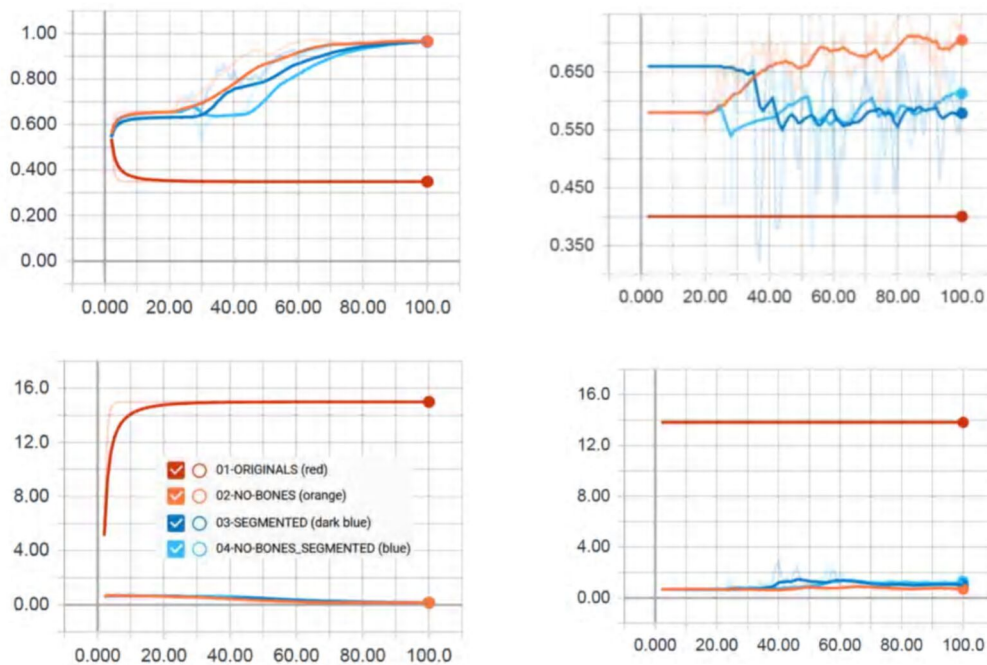 1.00
0.800
0.600
0.400
0.200
0.00
0.000 20.00 40.00 60.00 80.00 100.0
0.650
0.550
0.450
0.350
0.000 20.00 40.00 60.00 80.00 100.0
16.0
12.0
8.00
4.00
0.00
01-ORIGINALS (red)
02-NO-BONES (orange)
03-SEGMENTED (dark blue)
04-NO-BONES_SEGMENTED (blue)
0.000 20.00 40.00 60.00 80.00 100.0
16.0
12.0
8.00
4.00
0.00
0.000 20.00 40.00 60.00 80.00 100.0